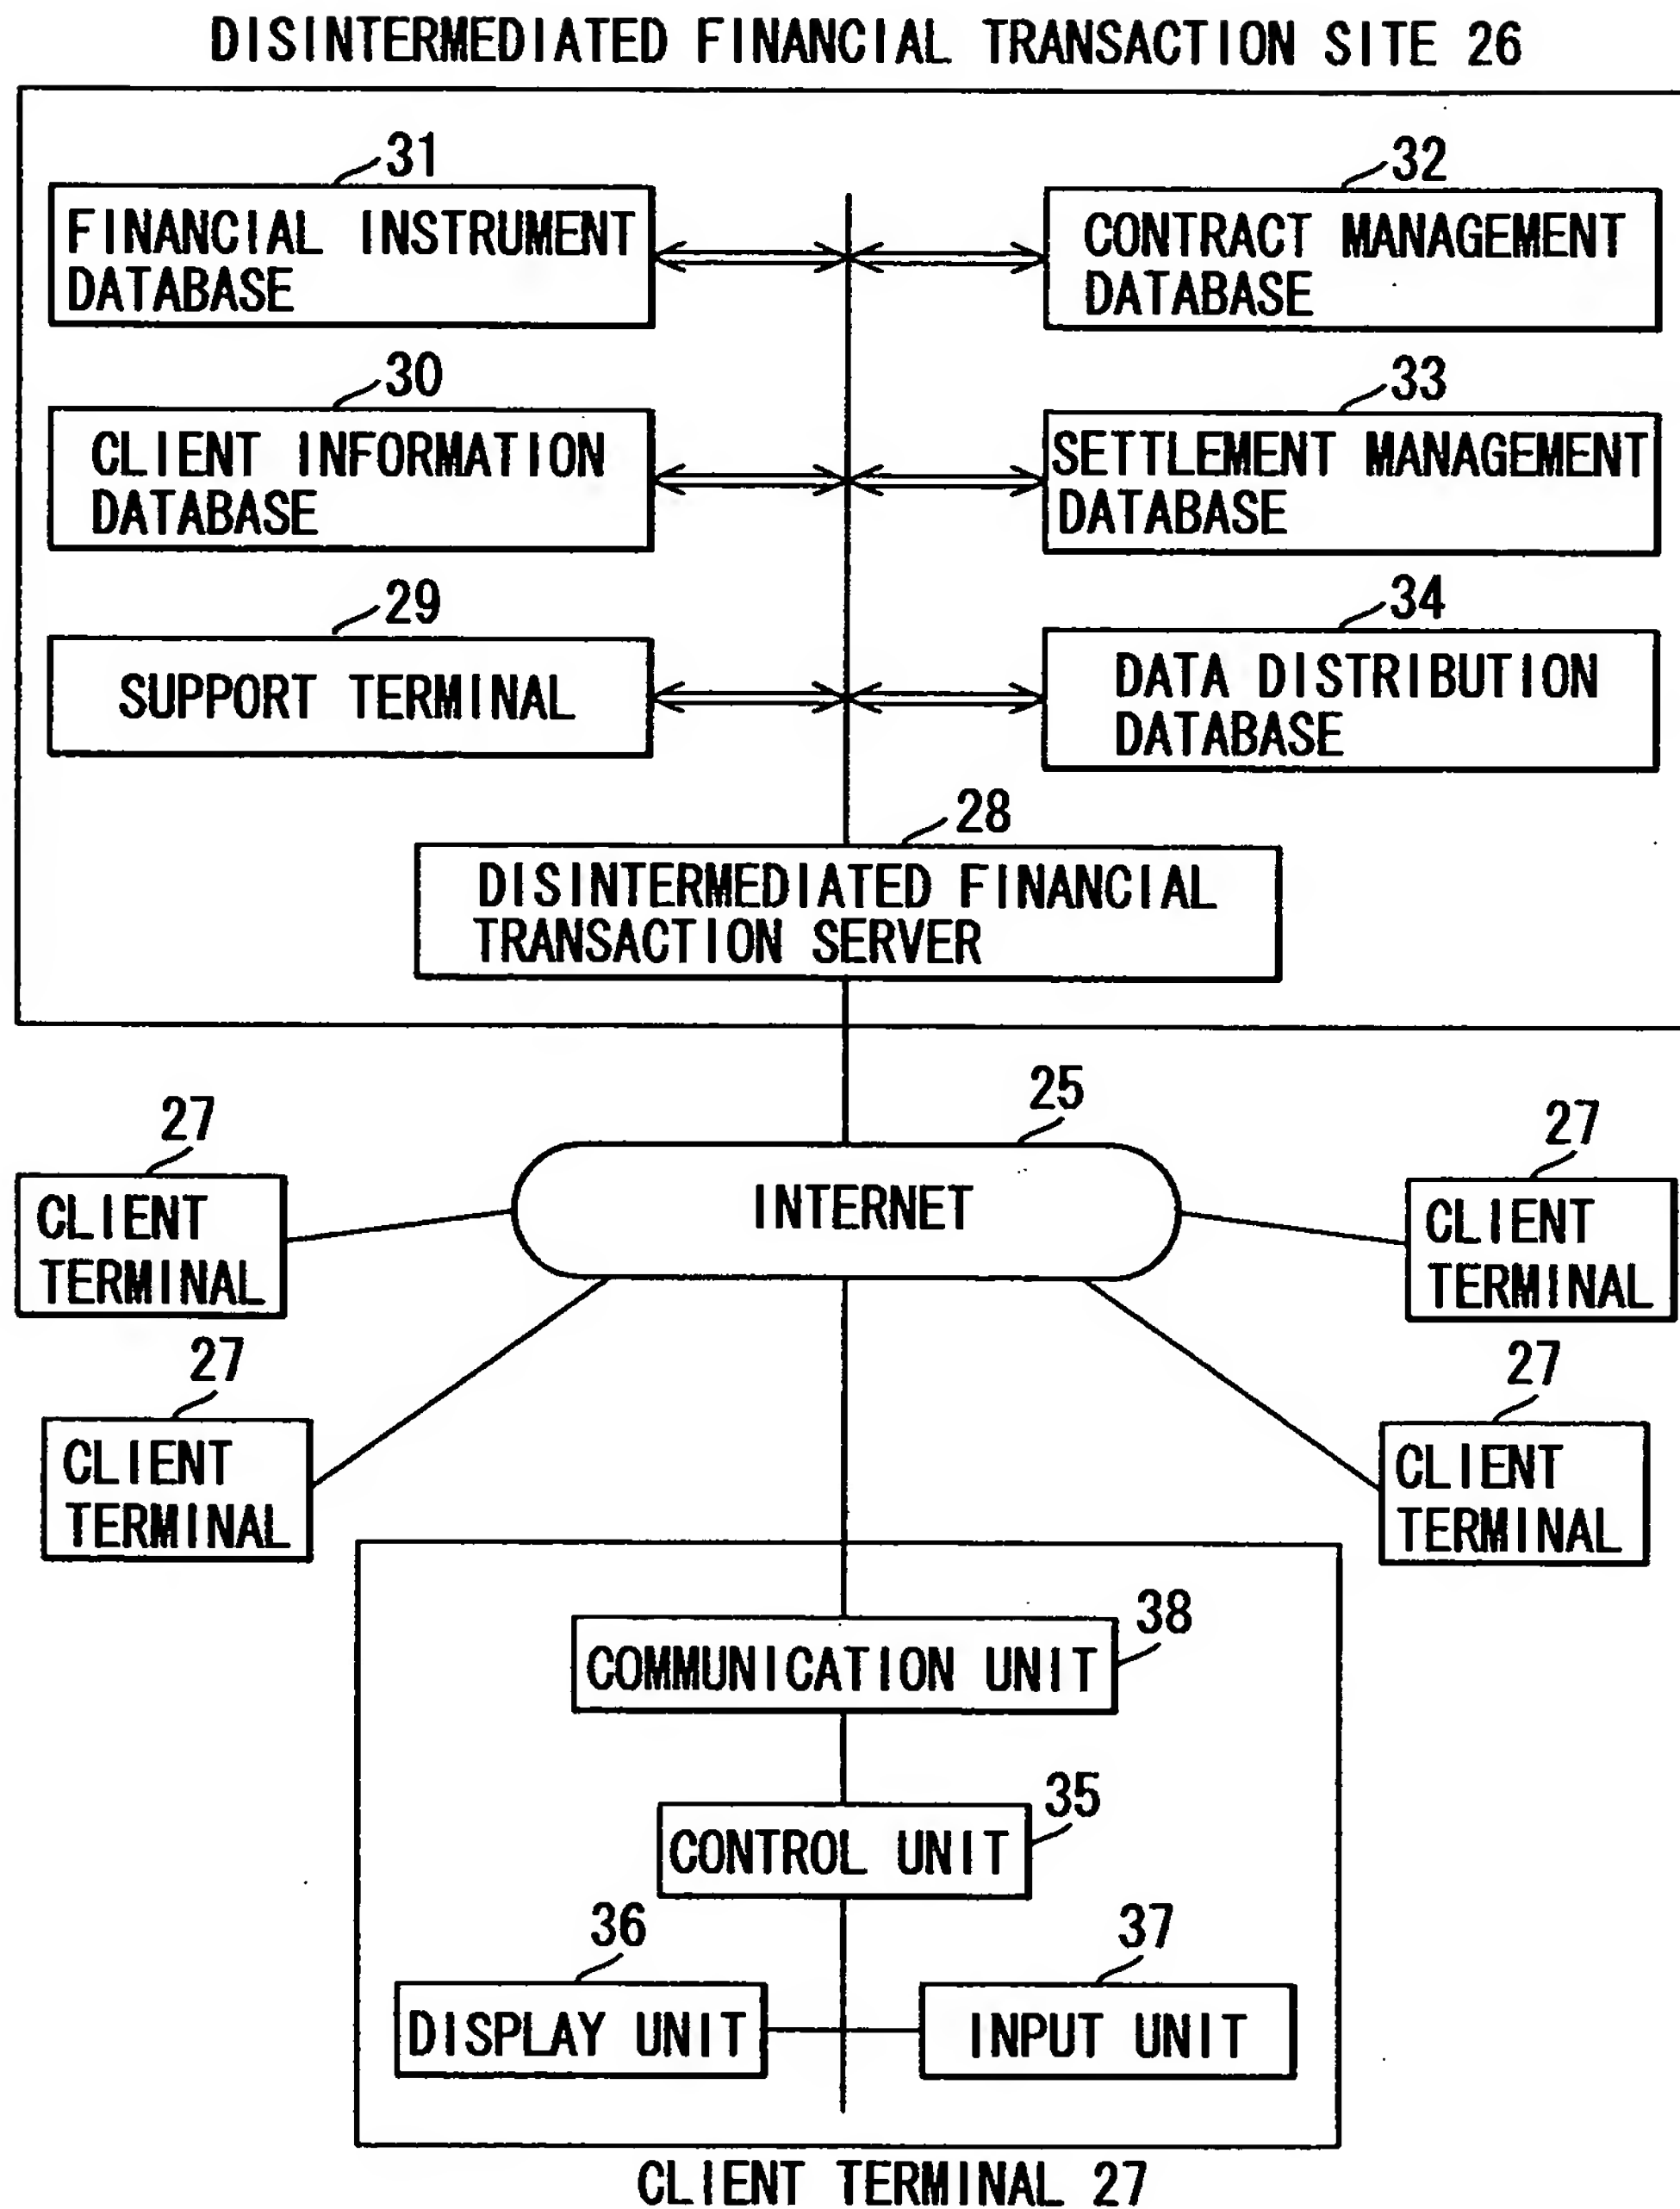 DISINTERMEDIATED FINANCIAL TRANSACTION SITE 26
31
FINANCIAL INSTRUMENT
DATABASE
32
CONTRACT MANAGEMENT
DATABASE
30
CLIENT INFORMATION
DATABASE
33
SETTLEMENT MANAGEMENT
DATABASE
29
SUPPORT TERMINAL
34
DATA DISTRIBUTION
DATABASE
28
DISINTERMEDIATED FINANCIAL
TRANSACTION SERVER
25
INTERNET
27
CLIENT
TERMINAL
27
CLIENT
TERMINAL
27
CLIENT
TERMINAL
27
CLIENT
TERMINAL
38
COMMUNICATION UNIT
35
CONTROL UNIT
36
DISPLAY UNIT
37
INPUT UNIT
CLIENT TERMINAL 27